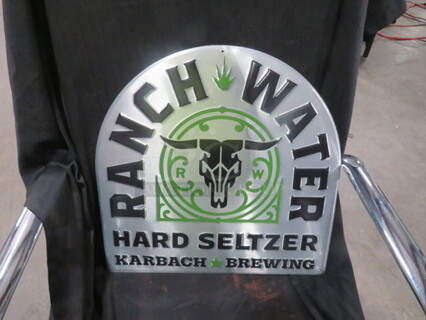 RANCH WATER
R W
HARD SELTZER
KARBACH ★ BREWING